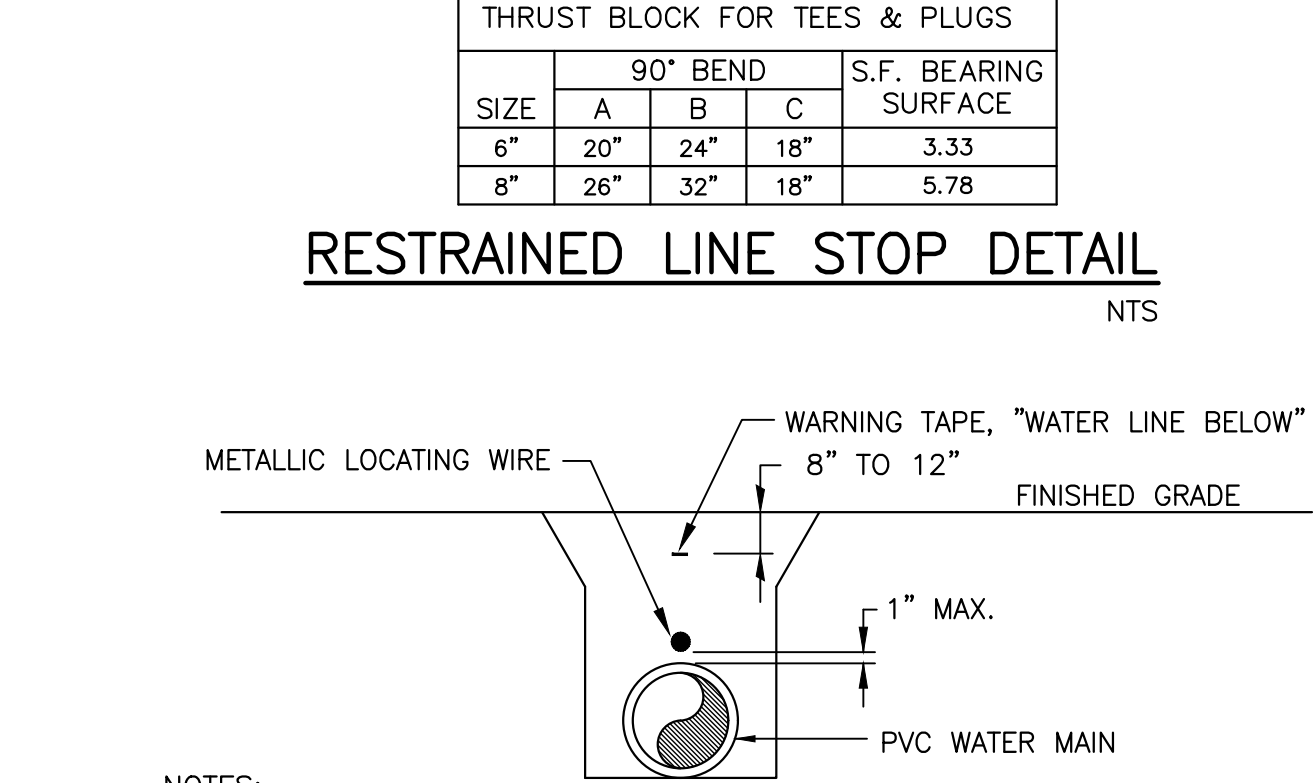 THRUST BLOCK FOR TEES & PLUGS
90° BEND
S.F. BEARING
SURFACE
SIZE A B C
6" 20" 24" 18" 3.33
8" 26" 32" 18" 5.78
RESTRAINED LINE STOP DETAIL
NTS
WARNING TAPE, "WATER LINE BELOW"
METALLIC LOCATING WIRE
8" TO 12"
FINISHED GRADE
1" MAX.
PVC WATER MAIN
NOTES: